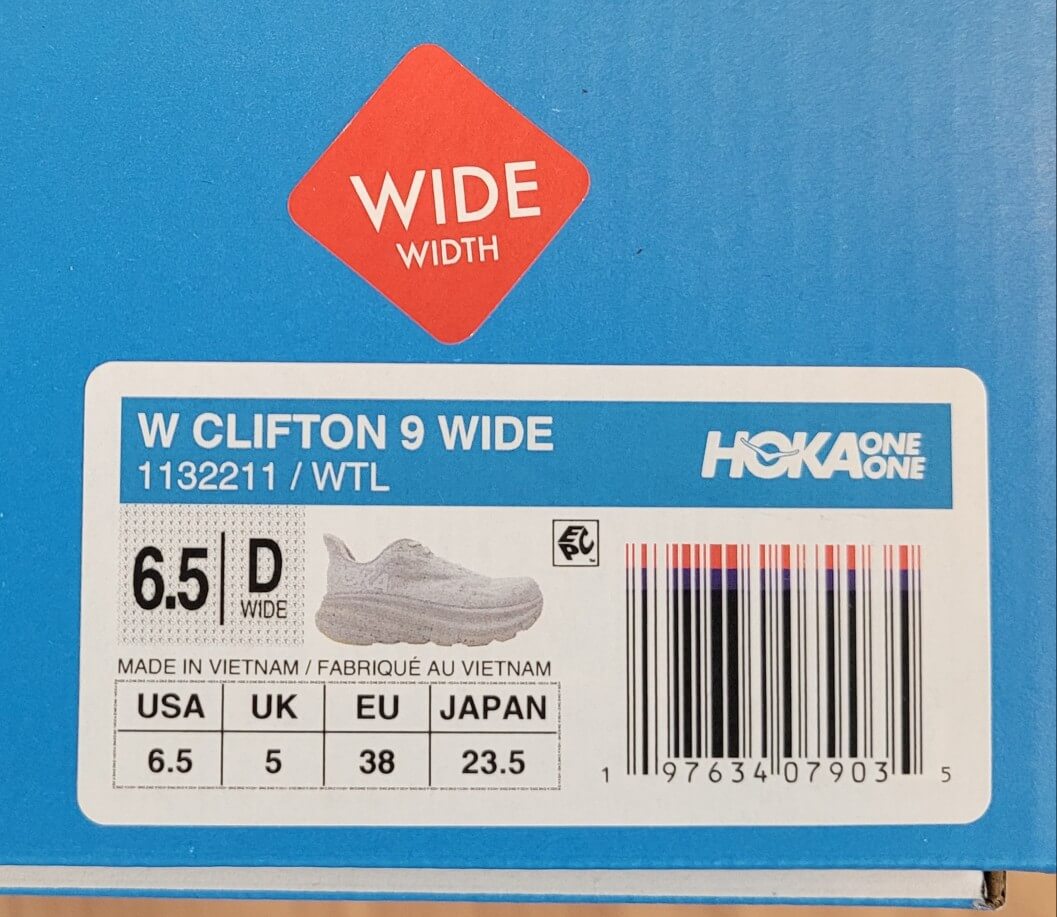 WIDE
WIDTH
W CLIFTON 9 WIDE
1132211 / WTL
HOKA ONE ONE
6.5 D
WIDE
EPC
MADE IN VIETNAM / FABRIQUÉ AU VIETNAM
USA UK EU JAPAN
6.5 5 38 23.5
1 97634 07903 5